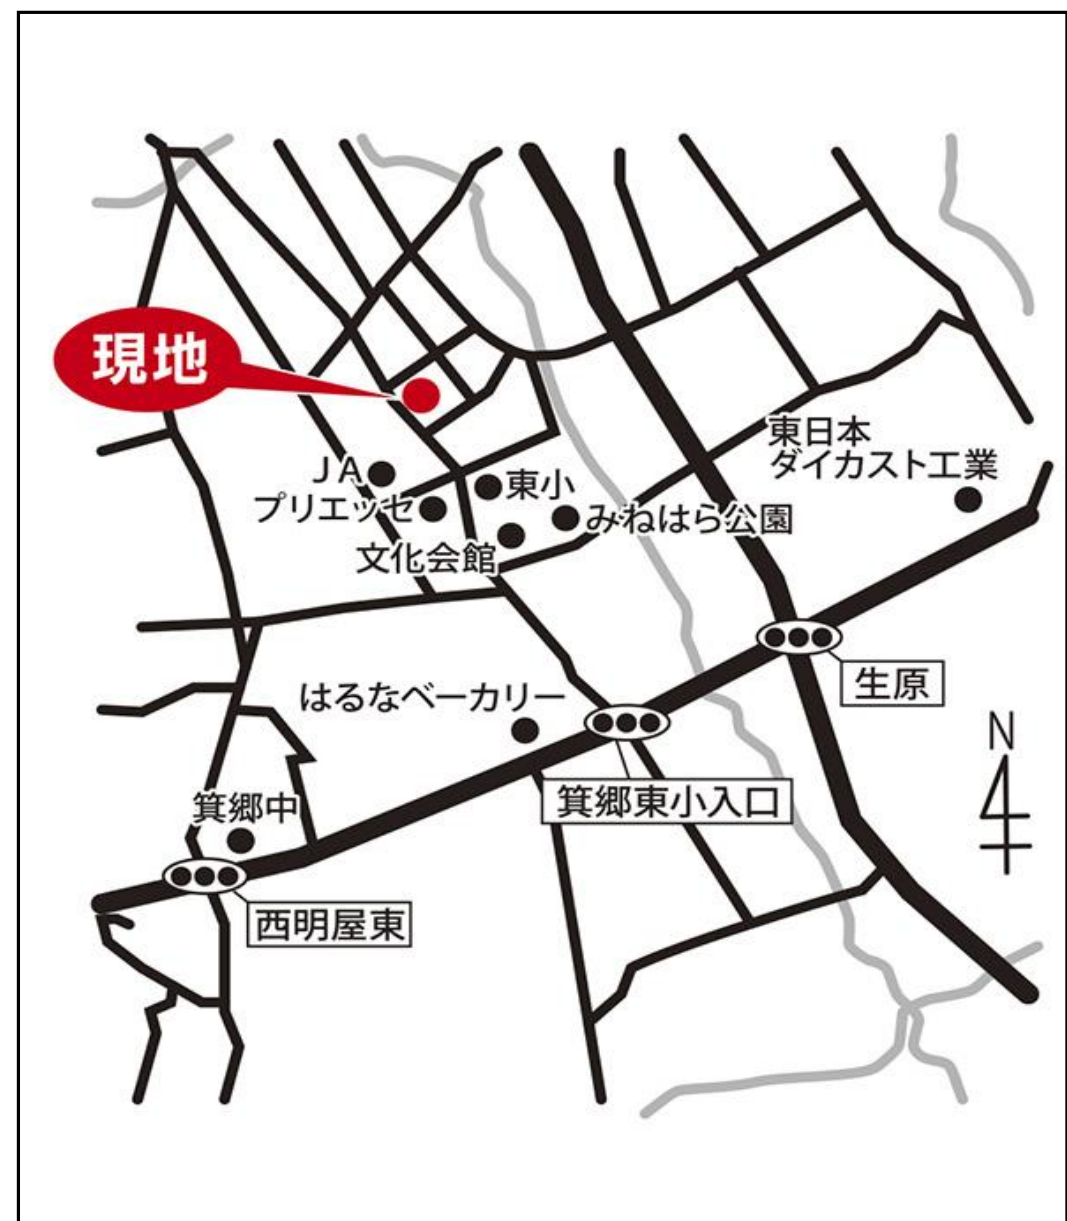 現地
東日本
ダイカスト工業
JA
東小
プリエッセ
みねはら公園
文化会館
生原
はるなベーカリー
N
箕郷東小入口
箕郷中
西明屋東